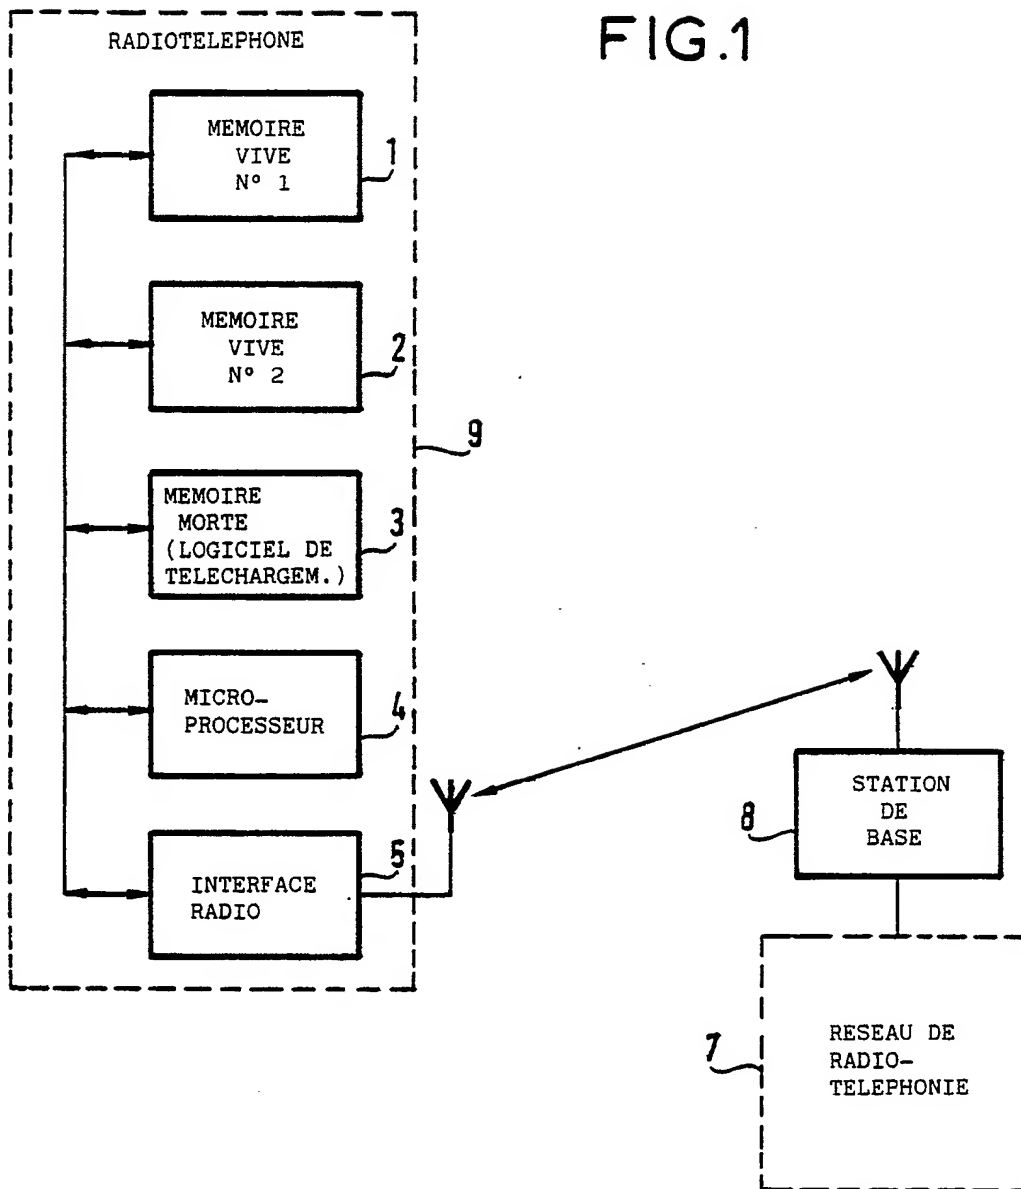 FIG.1
RADIOTELEPHONE
MEMOIRE
VIVE
N° 1
1
MEMOIRE
VIVE
N° 2
2
9
MEMOIRE
MORTE
(LOGICIEL DE
TELECHARGEM.)
3
MICRO-
PROCESSEUR
4
INTERFACE
RADIO
5
STATION
DE
BASE
8
RESEAU DE
RADIO-
TELEPHONIE
7